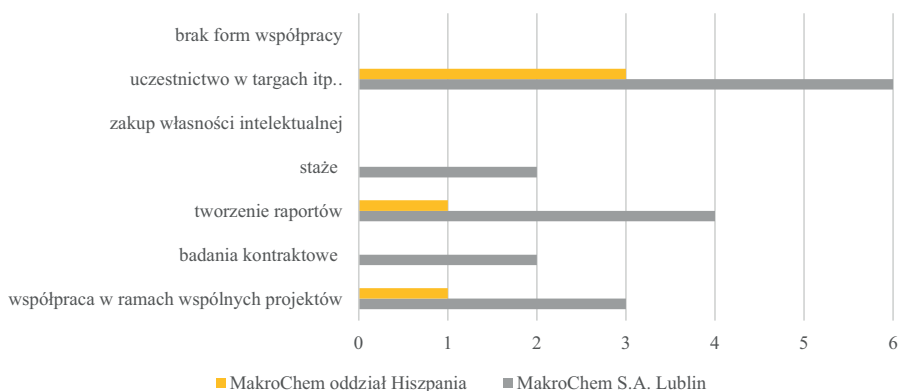 brak form współpracy
uczestnictwo w targach itp..
zakup własności intelektualnej
staże
tworzenie raportów
badania kontraktowe
współpraca w ramach wspólnych projektów
0 1 2 3 4 5 6
MakroChem oddział Hiszpania MakroChem S.A. Lublin